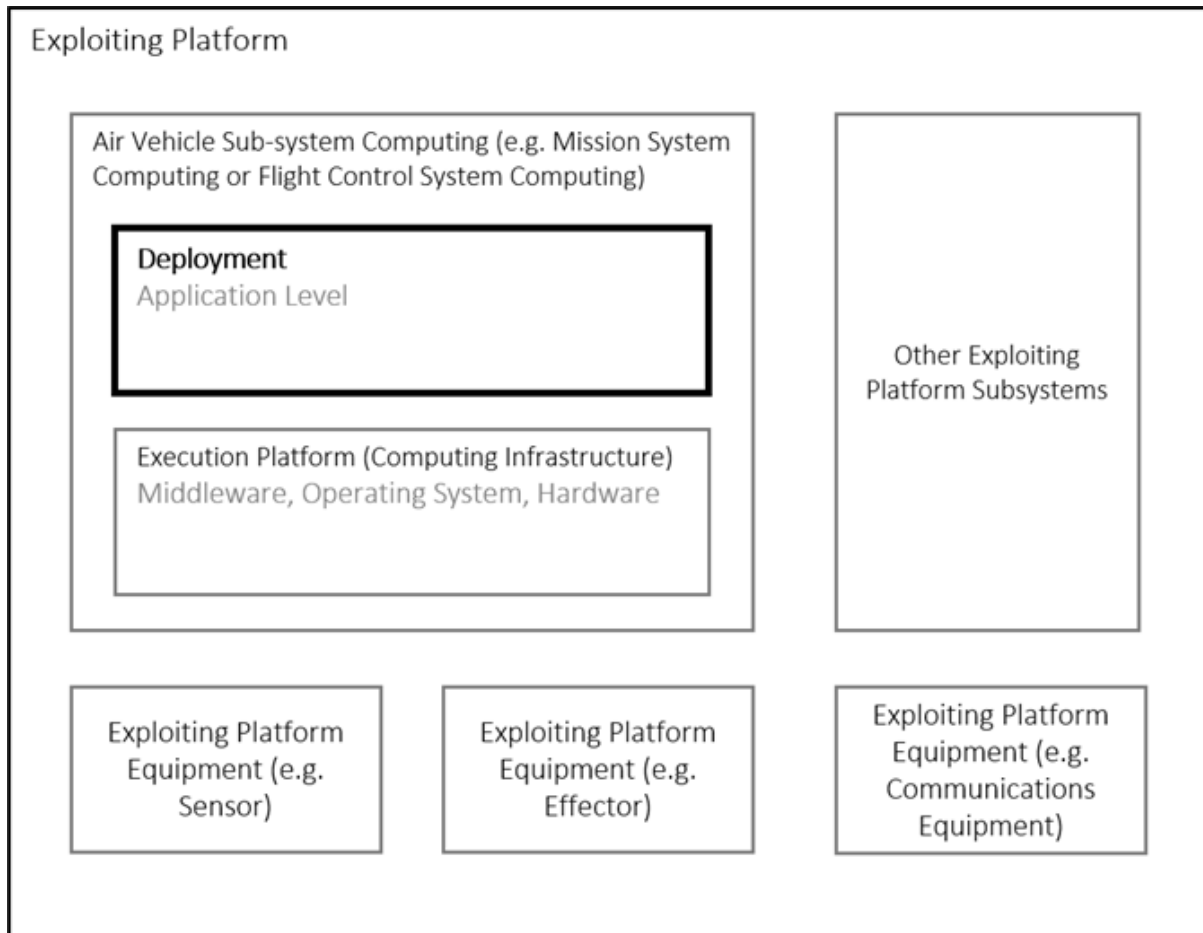 Exploiting Platform
Air Vehicle Sub-system Computing (e.g. Mission System
Computing or Flight Control System Computing)
Deployment
Application Level
Execution Platform (Computing Infrastructure)
Middleware, Operating System, Hardware
Other Exploiting
Platform Subsystems
Exploiting Platform
Equipment (e.g.
Sensor)
Exploiting Platform
Equipment (e.g.
Effector)
Exploiting Platform
Equipment (e.g.
Communications
Equipment)